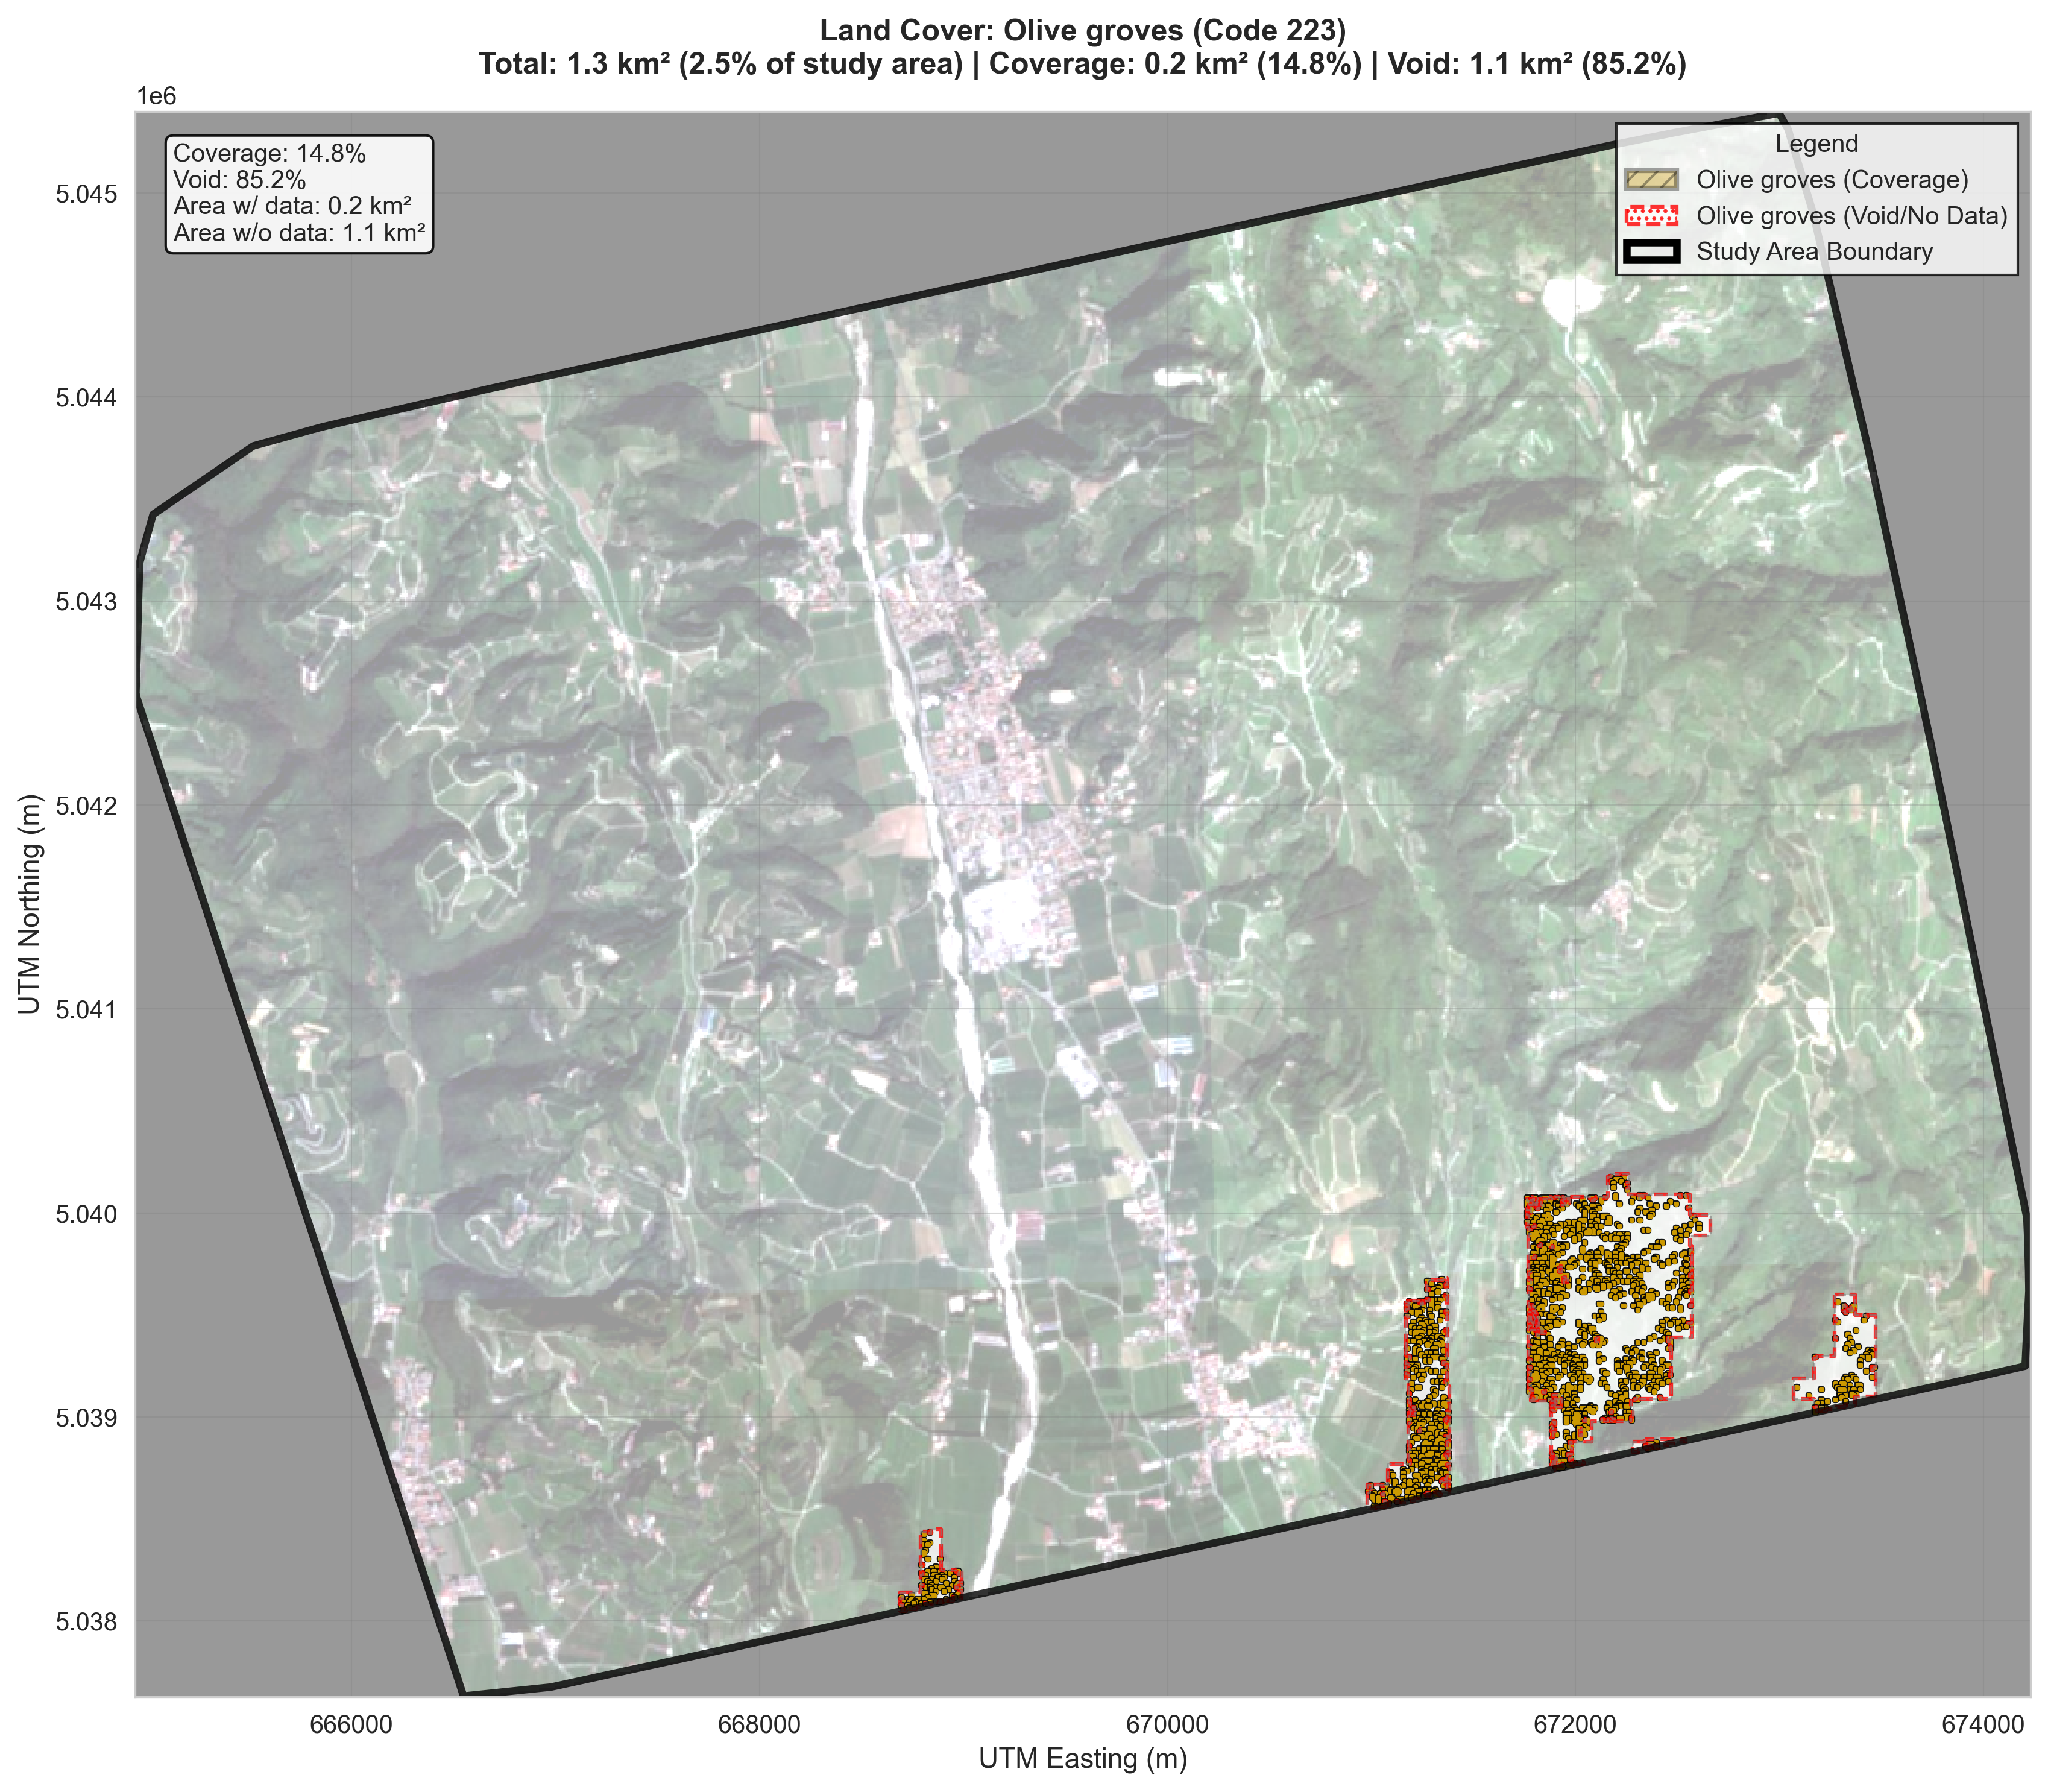 Land Cover: Olive groves (Code 223)
Total: 1.3 km² (2.5% of study area) | Coverage: 0.2 km² (14.8%) | Void: 1.1 km² (85.2%)
1e6
Coverage: 14.8%
Void: 85.2%
Area w/ data: 0.2 km²
Area w/o data: 1.1 km²
Legend
Olive groves (Coverage)
Olive groves (Void/No Data)
Study Area Boundary
5.045
5.044
5.043
5.042
5.041
5.040
5.039
5.038
UTM Northing (m)
666000 668000 670000 672000 674000
UTM Easting (m)